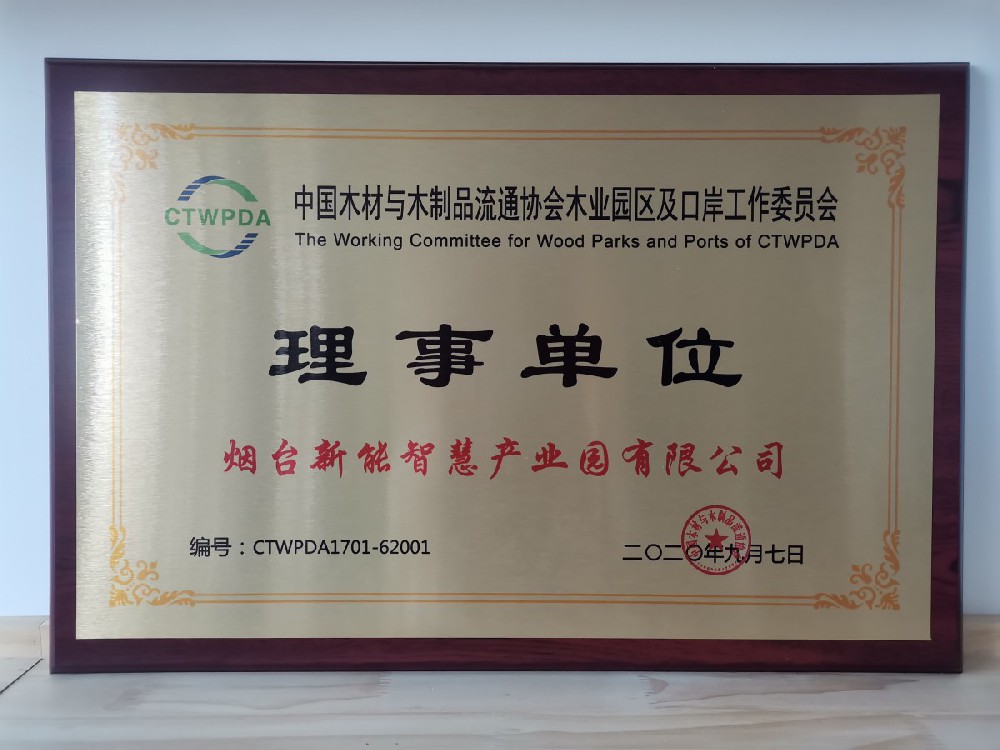 CTWPDA
中国木材与木制品流通协会木业园区及口岸工作委员会
The Working Committee for Wood Parks and Ports of CTWPDA
理事单位
烟台新能智慧产业园有限公司
编号：CTWPDA1701-62001
二〇二〇年九月七日